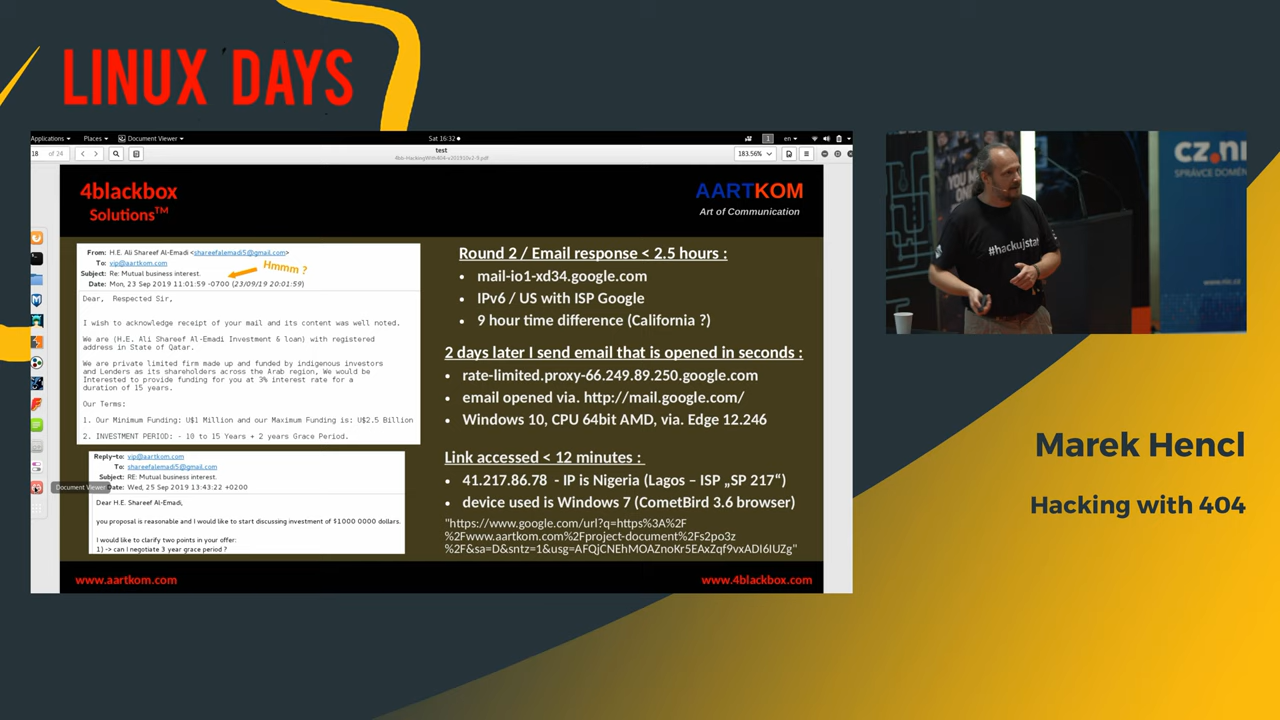 LINUX DAYS
Applications
Places
Document Viewer
Sat 16:32
1
en
18 of 24
test
4bb-HackingWith404-v201910v2-9.pdf
183.56%
4blackbox
Solutions™
AARTKOM
Art of Communication
From: H.E. Ali Shareef Al-Emadi <shareefalemadi5@gmail.com>
To: vip@aartkom.com
Subject: Re: Mutual business interest.
Date: Mon, 23 Sep 2019 11:01:59 -0700 (23/09/19 20:01:59)
Hmmm ?
Dear, Respected Sir,
I wish to acknowledge receipt of your mail and its content was well noted.
We are (H.E. Ali Shareef Al-Emadi Investment & loan) with registered
address in State of Qatar.
We are private limited firm made up and funded by indigenous investors
and Lenders as its shareholders across the Arab region, We would be
Interested to provide funding for you at 3% interest rate for a
duration of 15 years.
Our Terms:
1. Our Minimum Funding: U$1 Million and our Maximum Funding is: U$2.5 Billion
2. INVESTMENT PERIOD: - 10 to 15 Years + 2 years Grace Period.
Reply-to: vip@aartkom.com
To: shareefalemadi5@gmail.com
Subject: RE: Mutual business interest.
Date: Wed, 25 Sep 2019 13:43:22 +0200
Document Viewer
Dear H.E. Shareef Al-Emadi,
you proposal is reasonable and I would like to start discussing investment of $1000 0000 dollars.
I would like to clarify two points in your offer:
1) -> can I negotiate 3 year grace period ?
Round 2 / Email response < 2.5 hours :
• mail-io1-xd34.google.com
• IPv6 / US with ISP Google
• 9 hour time difference (California ?)
2 days later I send email that is opened in seconds :
• rate-limited.proxy-66.249.89.250.google.com
• email opened via. http://mail.google.com/
• Windows 10, CPU 64bit AMD, via. Edge 12.246
Link accessed < 12 minutes :
• 41.217.86.78 - IP is Nigeria (Lagos – ISP „SP 217“)
• device used is Windows 7 (CometBird 3.6 browser)
"https://www.google.com/url?q=https%3A%2F
%2Fwww.aartkom.com%2Fproject-document%2Fs2po3z
%2F&sa=D&sntz=1&usg=AFQjCNEhMOAZnoKr5EAxZqf9vxADI6IUZg"
www.aartkom.com
www.4blackbox.com
#hackujstat
cz.ni
SPRÁVCE DOMÉN
Marek Hencl
Hacking with 404